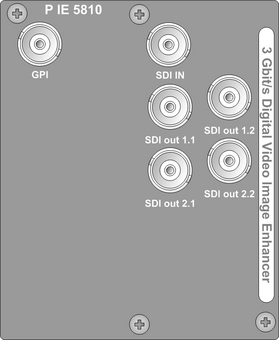 P IE 5810
GPI
SDI IN
SDI out 1.1
SDI out 1.2
SDI out 2.1
SDI out 2.2
3 Gbit/s Digital Video Image Enhancer